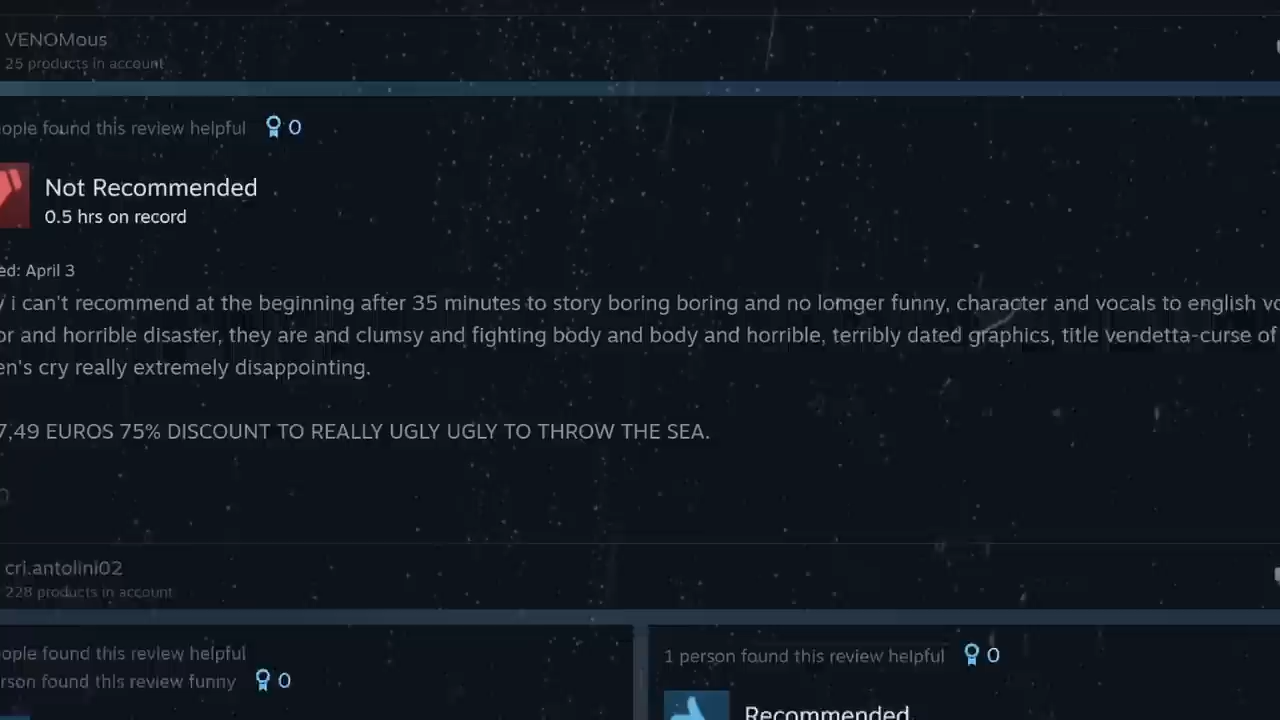 VENOMous
25 products in account
ople found this review helpful 0
Not Recommended
0.5 hrs on record
ed: April 3
y i can't recommend at the beginning after 35 minutes to story boring boring and no longer funny, character and vocals to english vo
or and horrible disaster, they are and clumsy and fighting body and body and horrible, terribly dated graphics, title vendetta-curse of
en's cry really extremely disappointing.
7,49 EUROS 75% DISCOUNT TO REALLY UGLY UGLY TO THROW THE SEA.
cri.antolini02
228 products in account
ople found this review helpful
rson found this review funny 0
1 person found this review helpful 0
Recommended